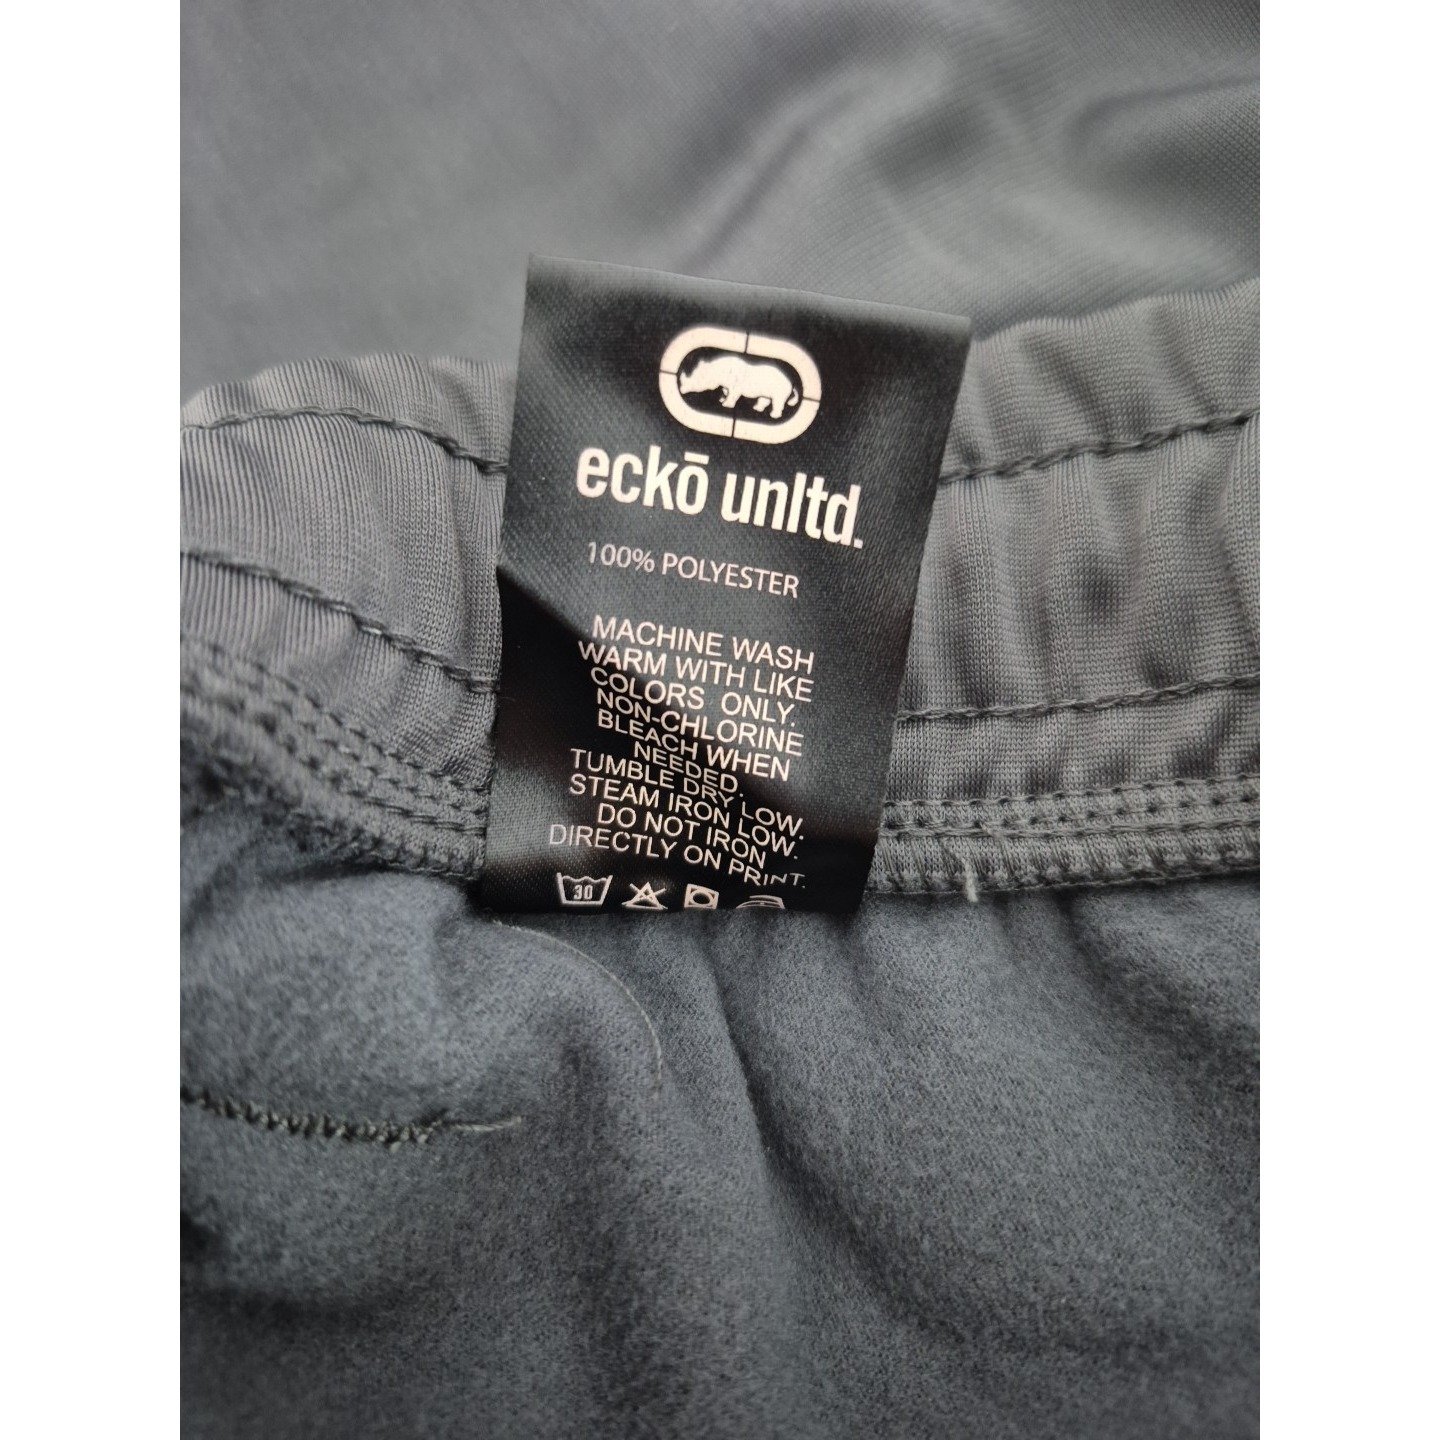 eckō unltd.
100% POLYESTER
MACHINE WASH
WARM WITH LIKE
COLORS ONLY.
NON-CHLORINE
BLEACH WHEN
NEEDED.
TUMBLE DRY LOW.
STEAM IRON LOW.
DO NOT IRON
DIRECTLY ON PRINT.
30